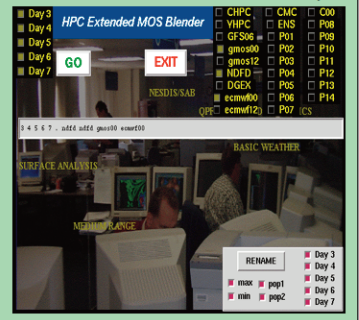 Day 3
Day 4
Day 5
Day 6
Day 7
HPC Extended MOS Blender
GO
EXIT
CHPC CMC C00
YHPC ENS P08
GFS06 P01 P09
gmos00 P02 P10
gmos12 P03 P11
NDFD P04 P12
DGEX P05 P13
ecmwf00 P06 P14
ecmwf12 P07
NESDIS/SAB
QPF
ICS
3 4 5 6 7 . ndfd ndfd gmos00 ecmwf00
BASIC WEATHER
SURFACE ANALYSIS
MEDIUM RANGE
RENAME
max pop1
min pop2
Day 3
Day 4
Day 5
Day 6
Day 7